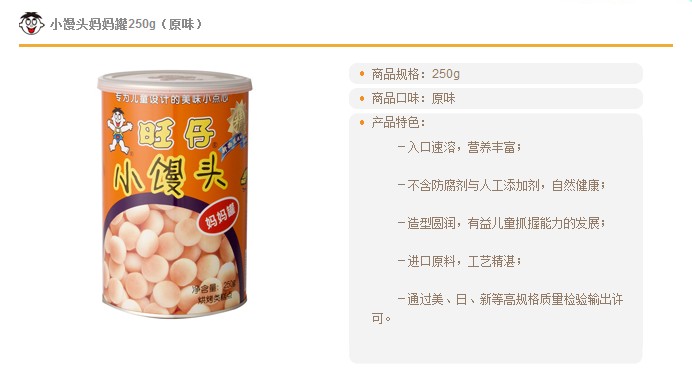 小馒头妈妈罐250g（原味）
专为儿童设计的美味小点心
旺仔
小馒头
妈妈罐
净含量：250g
商品规格：250g
商品口味：原味
产品特色：
－入口速溶，营养丰富；
－不含防腐剂与人工添加剂，自然健康；
－造型圆润，有益儿童抓握能力的发展；
－进口原料，工艺精湛；
－通过美、日、新等高规格质量检验输出许
可。